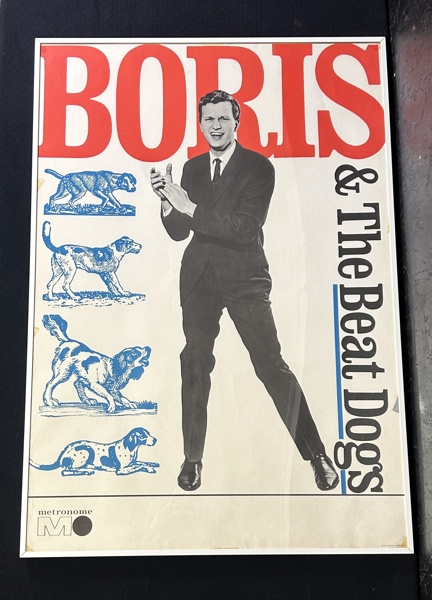 BORIS
& The Beat Dogs
metronome
M